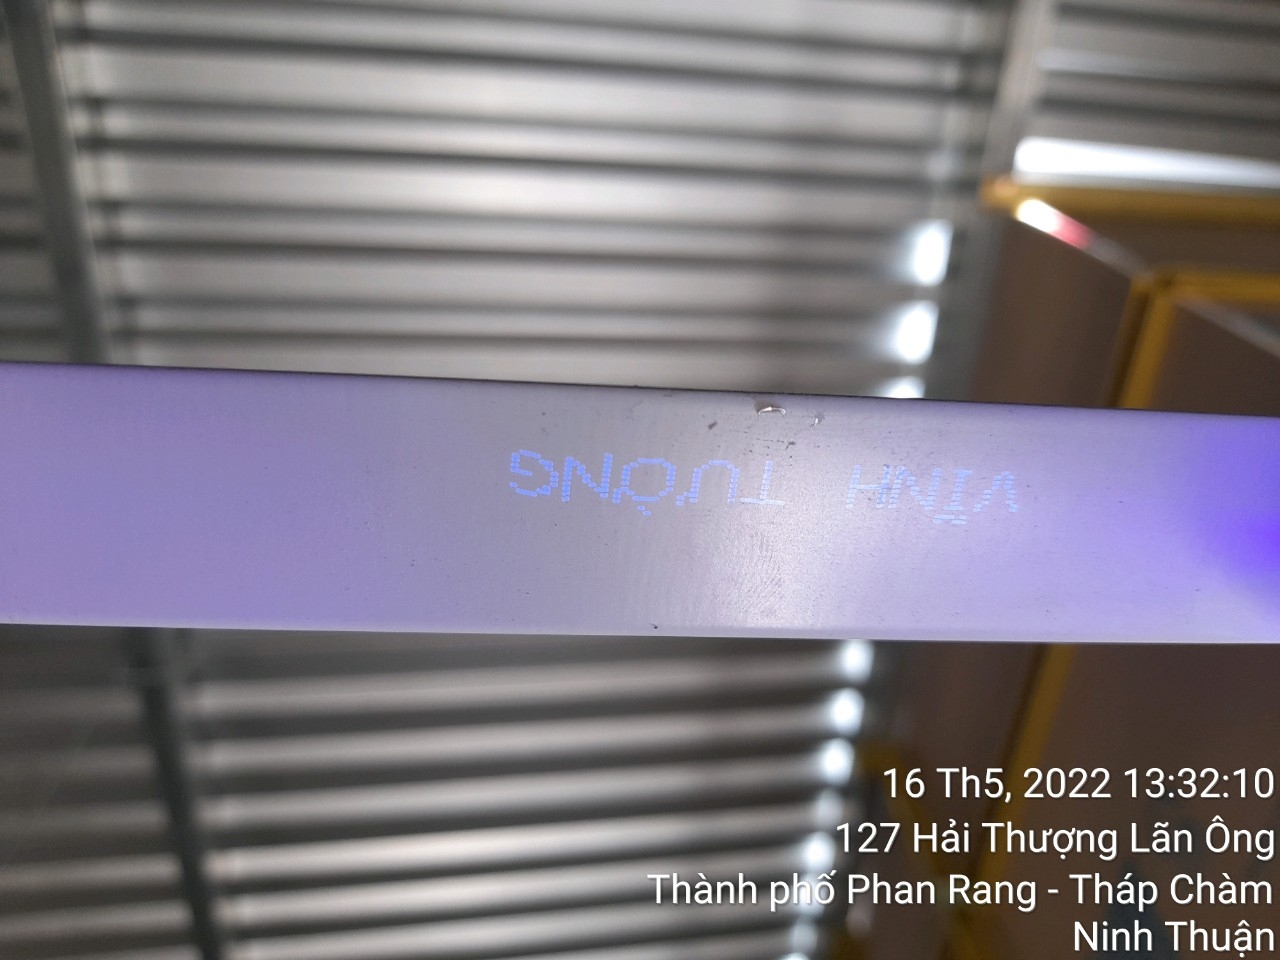 VĨNH TƯỜNG
16 Th5, 2022 13:32:10
127 Hải Thượng Lãn Ông
Thành phố Phan Rang - Tháp Chàm
Ninh Thuận